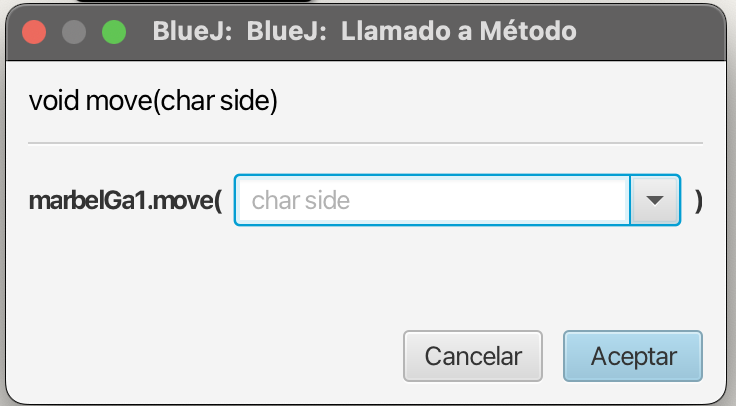 BlueJ: BlueJ: Llamado a Método
void move(char side)
marbelGa1.move( char side )
Cancelar Aceptar